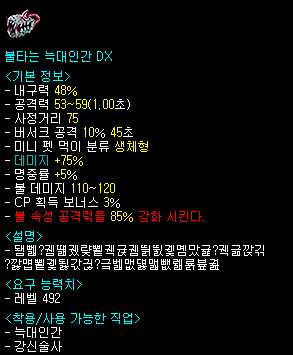 불타는 늑대인간 DX
<기본 정보>
- 내구력 48%
- 공격력 53~59(1,00초)
- 사정거리 75
- 버서크 공격 10% 45초
- 미니 펫 먹이 분류 생체형
- 데미지 +75%
- 명중률 +5%
- 불 데미지 110~120
- CP 획득 보너스 3%
- 불 속성 공격력을 85% 강화 시킨다.
<설명>
<요구 능력치>
- 레벨 492
<착용/사용 가능한 직업>
- 늑대인간
- 강신술사